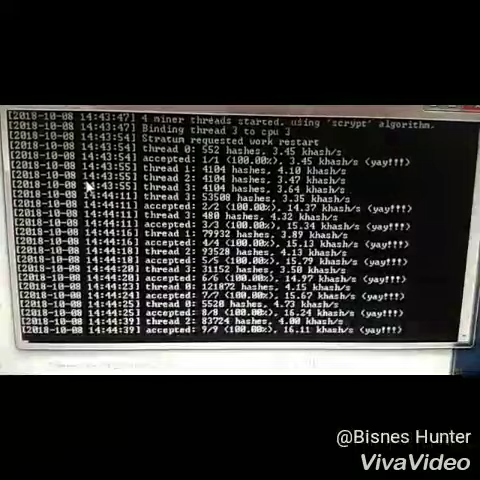 [2018-10-08 14:43:47] 4 miner threads started, using 'scrypt' algorithm.
[2018-10-08 14:43:47] Binding thread 3 to cpu 3
[2018-10-08 14:43:54] Stratum requested work restart
[2018-10-08 14:43:54] thread 0: 552 hashes, 3.45 khash/s
[2018-10-08 14:43:54] accepted: 1/1 (100.00%), 3.45 khash/s (yay!!!)
[2018-10-08 14:43:55] thread 1: 4104 hashes, 4.10 khash/s
[2018-10-08 14:43:55] thread 2: 4104 hashes, 3.47 khash/s
[2018-10-08 14:43:55] thread 3: 4104 hashes, 3.64 khash/s
[2018-10-08 14:44:11] thread 3: 53508 hashes, 3.35 khash/s
[2018-10-08 14:44:11] accepted: 2/2 (100.00%), 14.37 khash/s (yay!!!)
[2018-10-08 14:44:11] thread 3: 480 hashes, 4.32 khash/s
[2018-10-08 14:44:11] accepted: 3/3 (100.00%), 15.34 khash/s (yay!!!)
[2018-10-08 14:44:16] thread 1: 79932 hashes, 3.89 khash/s
[2018-10-08 14:44:16] accepted: 4/4 (100.00%), 15.13 khash/s (yay!!!)
[2018-10-08 14:44:18] thread 2: 93528 hashes, 4.13 khash/s
[2018-10-08 14:44:18] accepted: 5/5 (100.00%), 15.79 khash/s (yay!!!)
[2018-10-08 14:44:20] thread 3: 31152 hashes, 3.50 khash/s
[2018-10-08 14:44:20] accepted: 6/6 (100.00%), 14.97 khash/s (yay!!!)
[2018-10-08 14:44:24] thread 0: 121872 hashes, 4.15 khash/s
[2018-10-08 14:44:24] accepted: 7/7 (100.00%), 15.67 khash/s (yay!!!)
[2018-10-08 14:44:25] thread 0: 5520 hashes, 4.73 khash/s
[2018-10-08 14:44:25] accepted: 8/8 (100.00%), 16.24 khash/s (yay!!!)
[2018-10-08 14:44:39] thread 2: 83724 hashes, 4.00 khash/s
[2018-10-08 14:44:39] accepted: 9/9 (100.00%), 16.11 khash/s (yay!!!)
@Bisnes Hunter
VivaVideo